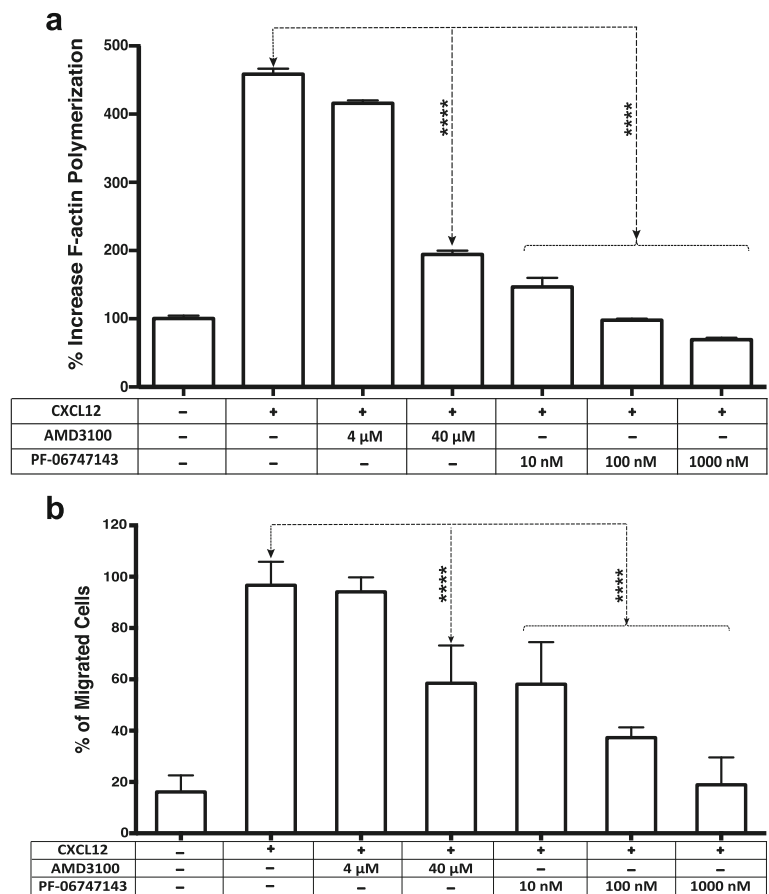 a
% Increase F-actin Polymerization
500
400
300
200
100
0
****
****
CXCL12 – + + + + + +
AMD3100 – – 4 µM 40 µM – – –
PF-06747143 – – – – 10 nM 100 nM 1000 nM
b
% of Migrated Cells
120
100
80
60
40
20
0
****
****
CXCL12 – + + + + + +
AMD3100 – – 4 µM 40 µM – – –
PF-06747143 – – – – 10 nM 100 nM 1000 nM